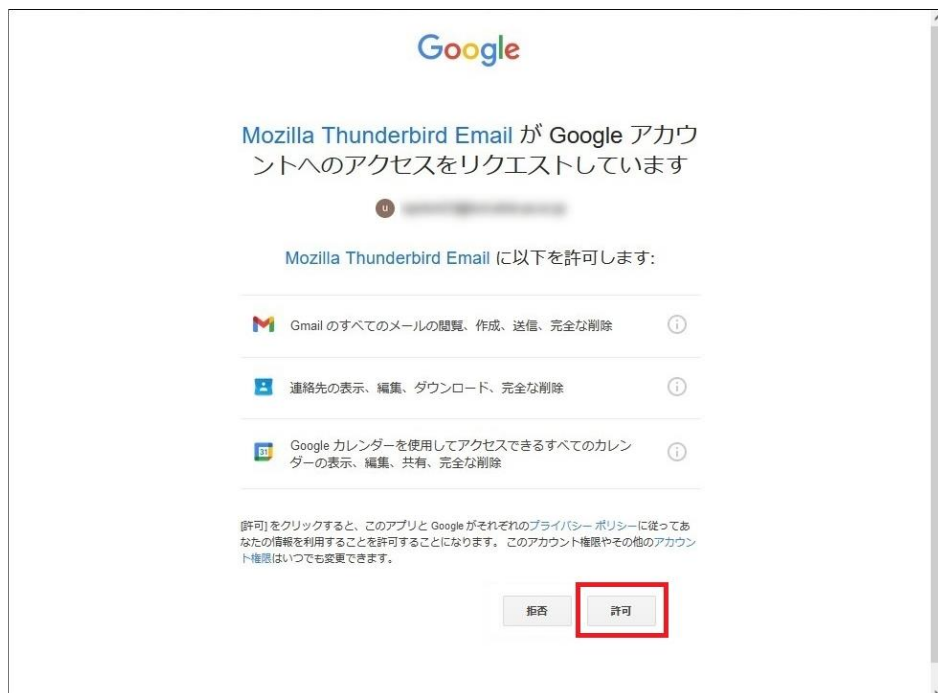 Google
Mozilla Thunderbird Email が Google アカウ
ントへのアクセスをリクエストしています
u
Mozilla Thunderbird Email に以下を許可します:
Gmail のすべてのメールの閲覧、作成、送信、完全な削除
連絡先の表示、編集、ダウンロード、完全な削除
31
Google カレンダーを使用してアクセスできるすべてのカレン
ダーの表示、編集、共有、完全な削除
[許可] をクリックすると、このアプリと Google がそれぞれのプライバシー ポリシーに従ってあ
なたの情報を利用することを許可することになります。 このアカウント権限やその他のアカウン
ト権限はいつでも変更できます。
拒否 許可